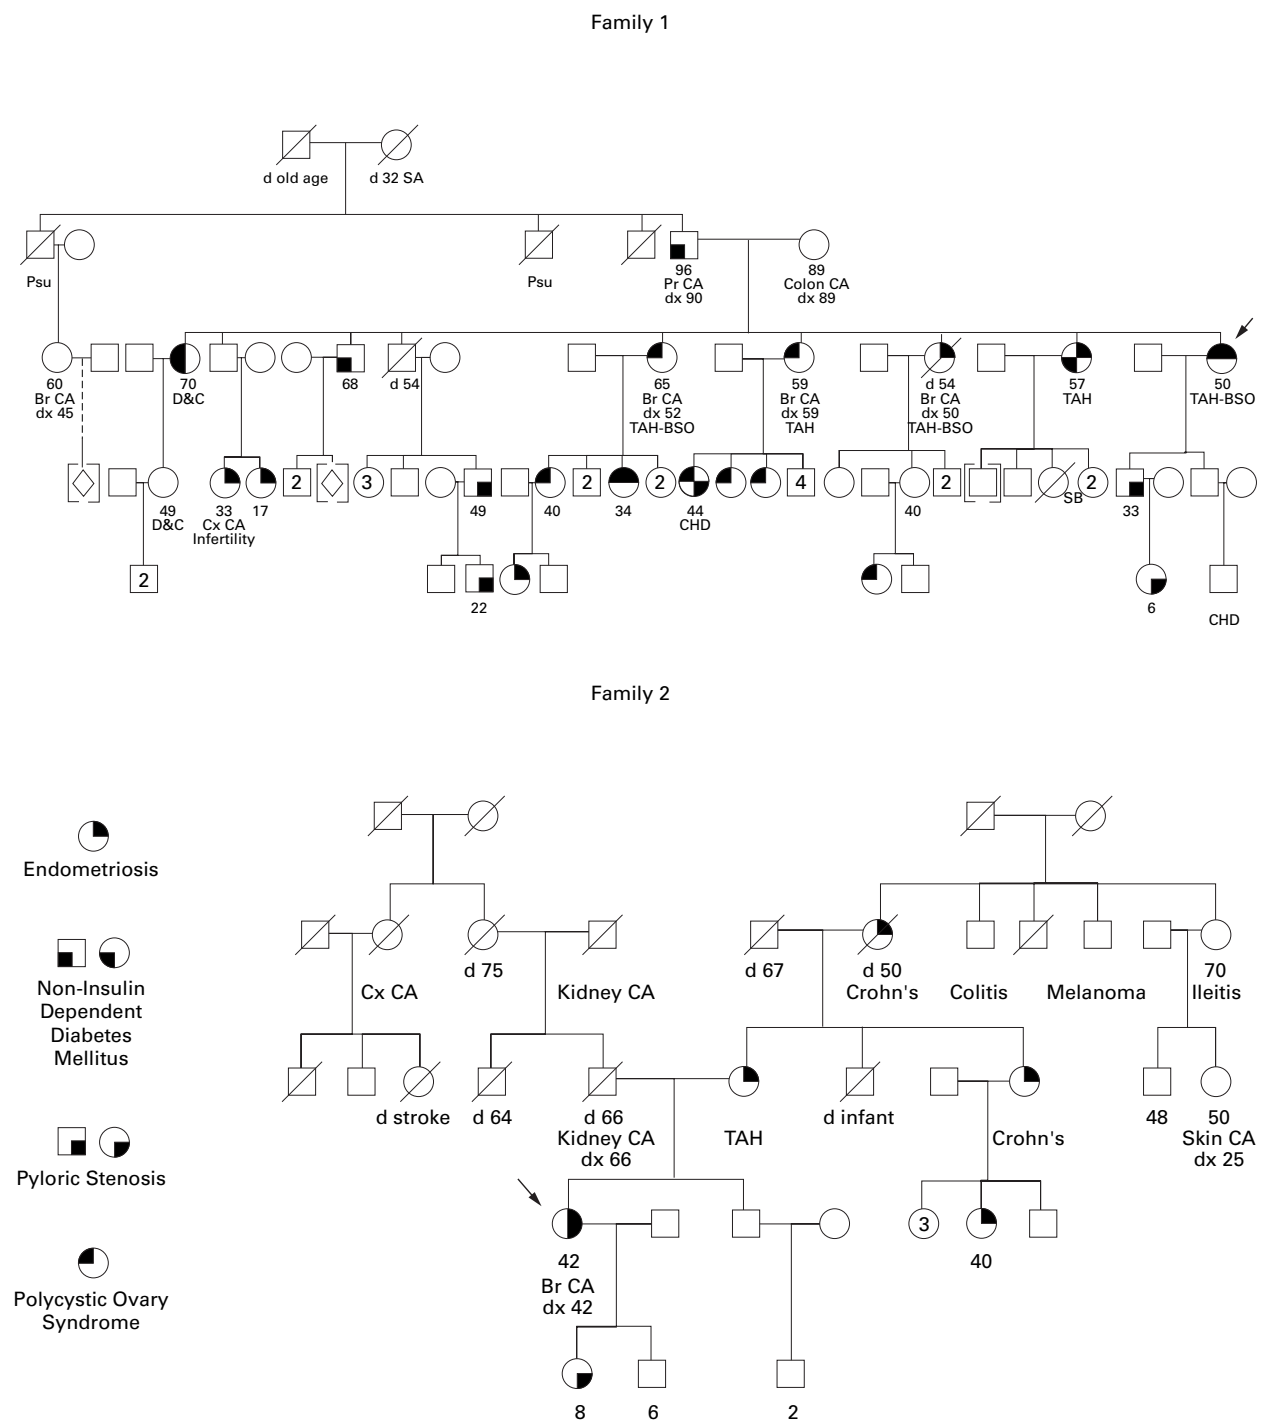 Family 1
d old age
d 32 SA
Psu
Psu
96
Pr CA
dx 90
89
Colon CA
dx 89
60
Br CA
dx 45
70
D&C
68
d 54
65
Br CA
dx 52
TAH-BSO
59
Br CA
dx 59
TAH
d 54
Br CA
dx 50
TAH-BSO
57
TAH
50
TAH-BSO
49
D&C
33
Cx CA
Infertility
17
2
3
49
40
2
34
2
44
CHD
4
40
2
SB
2
33
2
22
6
CHD
Family 2
Endometriosis
Non-Insulin
Dependent
Diabetes
Mellitus
Pyloric Stenosis
Polycystic Ovary
Syndrome
Cx CA
d 75
Kidney CA
d 67
d 50
Crohn's
Colitis
Melanoma
70
Ileitis
d stroke
d 64
d 66
Kidney CA
dx 66
TAH
d infant
Crohn's
48
50
Skin CA
dx 25
42
Br CA
dx 42
3
40
8
6
2